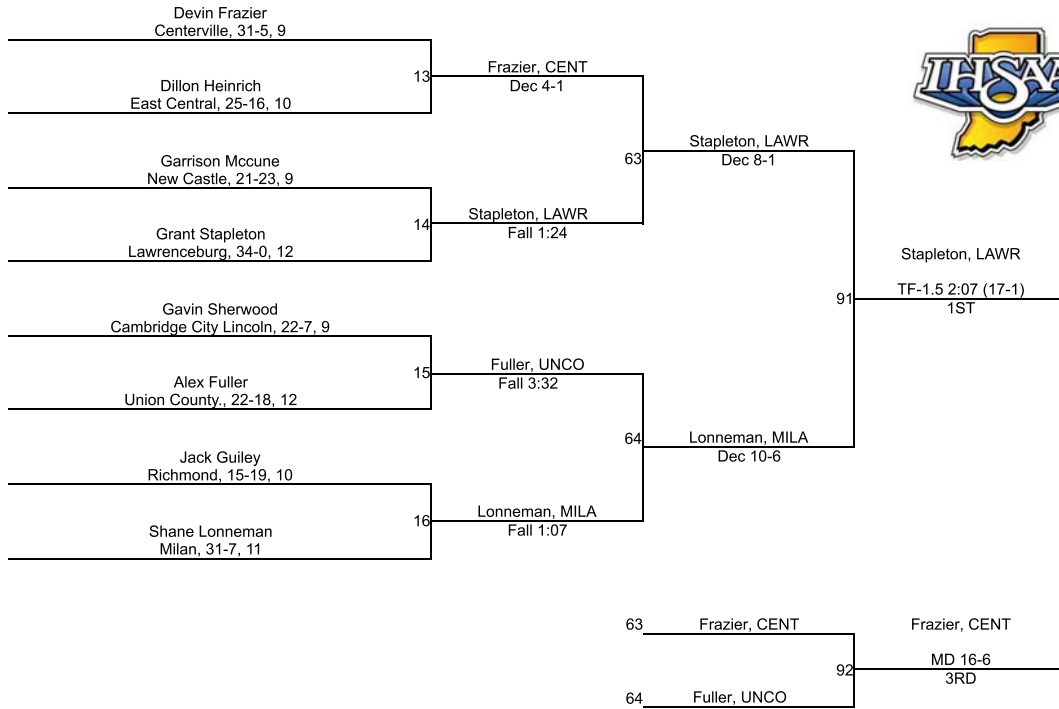 Devin Frazier
Centerville, 31-5, 9
13
Dillon Heinrich
East Central, 25-16, 10
Frazier, CENT
Dec 4-1
Garrison Mccune
New Castle, 21-23, 9
14
Grant Stapleton
Lawrenceburg, 34-0, 12
Stapleton, LAWR
Fall 1:24
63
Stapleton, LAWR
Dec 8-1
Gavin Sherwood
Cambridge City Lincoln, 22-7, 9
15
Alex Fuller
Union County., 22-18, 12
Fuller, UNCO
Fall 3:32
Jack Guiley
Richmond, 15-19, 10
16
Shane Lonneman
Milan, 31-7, 11
Lonneman, MILA
Fall 1:07
64
Lonneman, MILA
Dec 10-6
91
Stapleton, LAWR
TF-1.5 2:07 (17-1)
1ST
IHSAA
63
Frazier, CENT
64
Fuller, UNCO
92
Frazier, CENT
MD 16-6
3RD